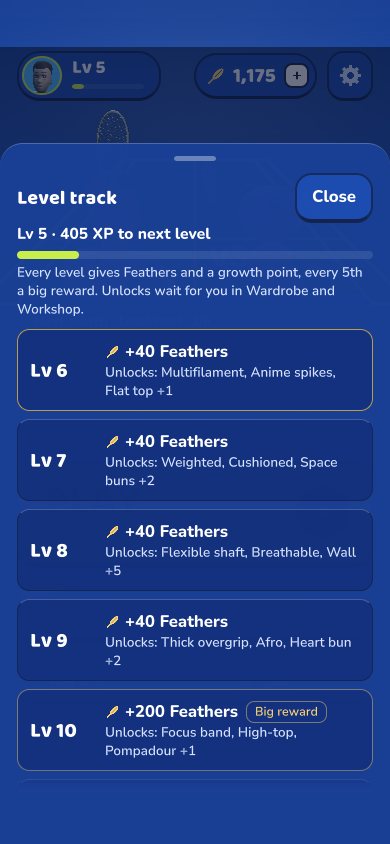 Lv 5
1,175
+
Level track
Close
Lv 5 · 405 XP to next level
Every level gives Feathers and a growth point, every 5th
a big reward. Unlocks wait for you in Wardrobe and
Workshop.
Lv 6
+40 Feathers
Unlocks: Multifilament, Anime spikes,
Flat top +1
Lv 7
+40 Feathers
Unlocks: Weighted, Cushioned, Space
buns +2
Lv 8
+40 Feathers
Unlocks: Flexible shaft, Breathable, Wall
+5
Lv 9
+40 Feathers
Unlocks: Thick overgrip, Afro, Heart bun
+2
Lv 10
+200 Feathers Big reward
Unlocks: Focus band, High-top,
Pompadour +1